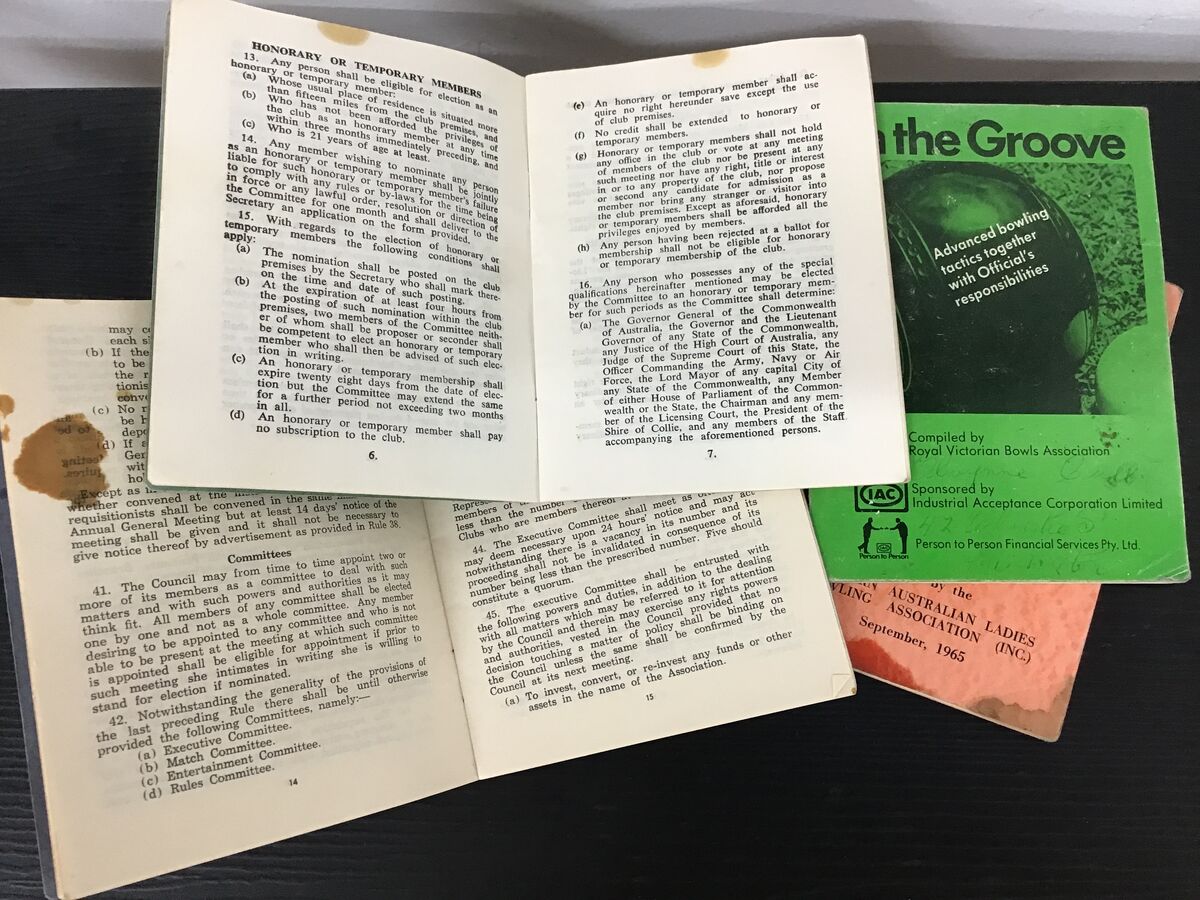 HONORARY OR TEMPORARY MEMBERS
13. Any person shall be eligible for election as an
honorary or temporary member:
(a) Whose usual place of residence is situated more
than fifteen miles from the club premises, and
(b) Who has not been afforded the privileges of
the club as an honorary member at any time
within three months immediately preceding, and
(c) Who is 21 years of age at least.
14. Any member wishing to nominate any person
as an honorary or temporary member shall be jointly
liable for such honorary or temporary member's failure
to comply with any rules or by-laws for the time being
in force or any lawful order, resolution or direction of
the Committee for one month and shall deliver to the
Secretary an application on the form provided.
15. With regards to the election of honorary or
temporary members the following conditions shall
apply:
(a) The nomination shall be posted on the club
premises by the Secretary who shall mark there-
on the time and date of such posting.
(b) At the expiration of at least four hours from
the posting of such nomination within the club
premises, two members of the Committee neith-
er of whom shall be proposer or seconder shall
be competent to elect an honorary or temporary
member who shall then be advised of such elec-
tion in writing.
(c) An honorary or temporary membership shall
expire twenty eight days from the date of elec-
tion but the Committee may extend the same
for a further period not exceeding two months
in all.
(d) An honorary or temporary member shall pay
no subscription to the club.
6.
(e) An honorary or temporary member shall ac-
quire no right hereunder save except the use
of club premises.
(f) No credit shall be extended to honorary or
temporary members.
(g) Honorary or temporary members shall not hold
any office in the club or vote at any meeting
of members of the club nor be present at any
such meeting nor have any right, title or interest
in or to any property of the club, nor propose
or second any candidate for admission as a
member nor bring any stranger or visitor into
the club premises. Except as aforesaid, honorary
or temporary members shall be afforded all the
privileges enjoyed by members.
(h) Any person having been rejected at a ballot for
membership shall not be eligible for honorary
or temporary membership of the club.
16. Any person who possesses any of the special
qualifications hereinafter mentioned may be elected
by the Committee to an honorary or temporary mem-
ber for such periods as the Committee shall determine:
(a) The Governor General of the Commonwealth
of Australia, the Governor and the Lieutenant
Governor of any State of the Commonwealth,
any Justice of the High Court of Australia, any
Judge of the Supreme Court of this State, the
Officer Commanding the Army, Navy or Air
Force, the Lord Mayor of any capital City of
any State of the Commonwealth, any Member
of either House of Parliament of the Common-
wealth or the State, the Chairman and any mem-
ber of the Licensing Court, the President of the
Shire of Collie, and any members of the Staff
accompanying the aforementioned persons.
7.
the Groove
Advanced bowling
tactics together
with Official's
responsibilities
Compiled by
Royal Victorian Bowls Association
IAC
Sponsored by
Industrial Acceptance Corporation Limited
Person to Person
Person to Person Financial Services Pty. Ltd.
by the
AUSTRALIAN LADIES
ASSOCIATION (INC.)
September, 1965
may
each
(b) If the
to be
the
(c) No
be
(d) If
wit
Except as
whether convened at the
requisitionists shall be convened in the same
Annual General Meeting but at least 14 days' notice of the
meeting shall be given and it shall not be necessary to
give notice thereof by advertisement as provided in Rule 38.
Committees
41. The Council may from time to time appoint two or
more of its members as a committee to deal with such
matters and with such powers and authorities as it may
think fit. All members of any committee shall be elected
one by one and not as a whole committee. Any member
desiring to be appointed to any committee and who is not
able to be present at the meeting at which such committee
is appointed shall be eligible for appointment if prior to
such meeting she intimates in writing she is willing to
stand for election if nominated.
42. Notwithstanding the generality of the provisions of
the last preceding Rule there shall be until otherwise
provided the following Committees, namely:—
(a) Executive Committee.
(b) Match Committee.
(c) Entertainment Committee.
(d) Rules Committee.
14
members of
less than the number
Clubs who are members thereof
44. The Executive Committee shall meet as
deem necessary upon 24 hours' notice and may act
notwithstanding there is a vacancy in its number and its
proceeding shall not be invalidated in consequence of its
number being less than the prescribed number. Five should
constitute a quorum.
45. The executive Committee shall be entrusted with
the following powers and duties, in addition to the dealing
with all matters which may be referred to it for attention
by the Council and therein may exercise any rights powers
and authorities, vested in the Council provided that no
decision touching a matter of policy shall be binding on
the Council unless the same shall be confirmed by the
Council at its next meeting.
(a) To invest, convert, or re-invest any funds or other
assets in the name of the Association.
15